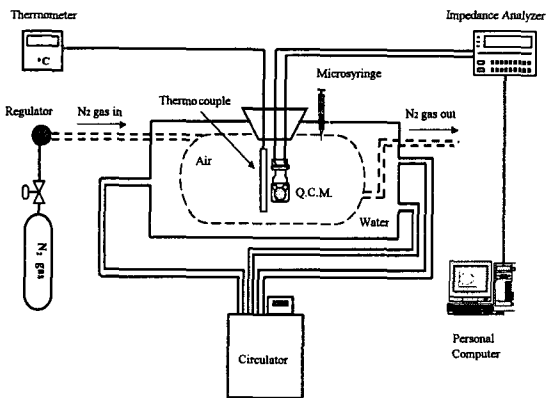 Thermometer
°C
Impedance Analyzer
Microsyringe
Thermo couple
Regulator
N₂ gas in
N₂ gas out
Air
Q.C.M.
Water
N₂ gas
Circulator
Personal
Computer